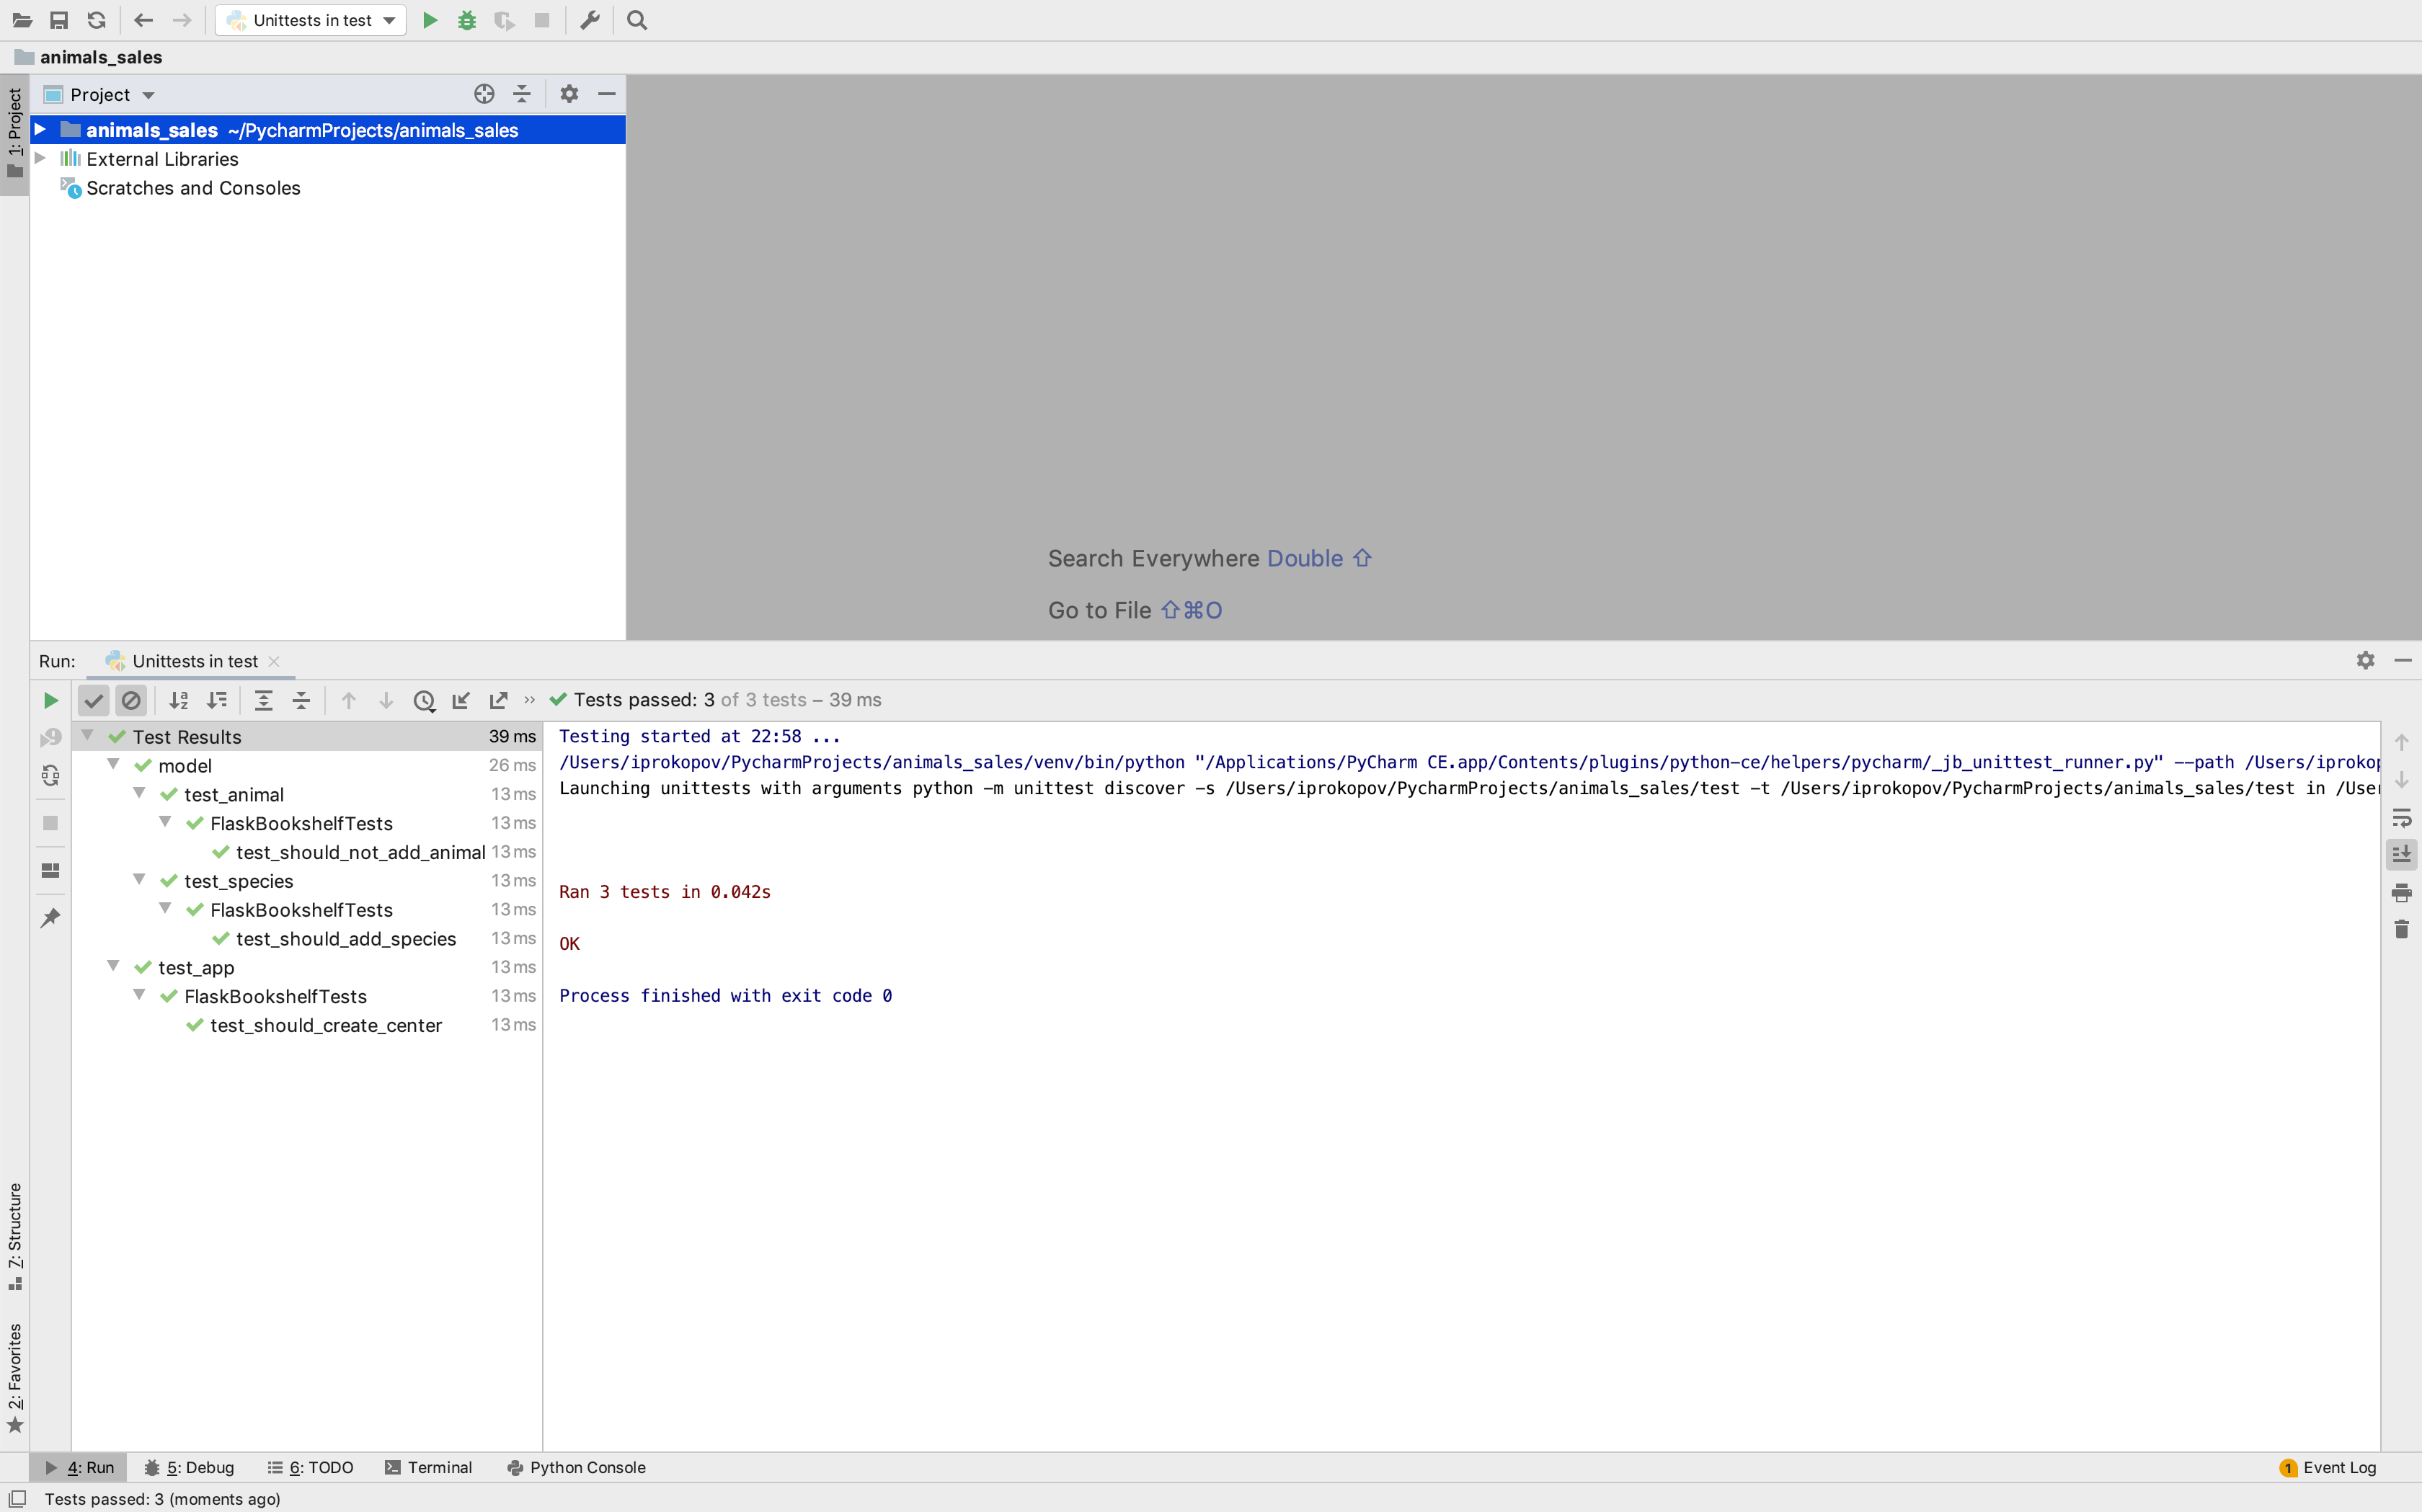 Unittests in test
animals_sales
1: Project
Project
animals_sales ~/PycharmProjects/animals_sales
External Libraries
Scratches and Consoles
Search Everywhere Double ⇧
Go to File ⇧⌘O
Run: Unittests in test
Tests passed: 3 of 3 tests – 39 ms
Test Results 39 ms
model 26 ms
test_animal 13 ms
FlaskBookshelfTests 13 ms
test_should_not_add_animal 13 ms
test_species 13 ms
FlaskBookshelfTests 13 ms
test_should_add_species 13 ms
test_app 13 ms
FlaskBookshelfTests 13 ms
test_should_create_center 13 ms
Testing started at 22:58 ...
/Users/iprokopov/PycharmProjects/animals_sales/venv/bin/python "/Applications/PyCharm CE.app/Contents/plugins/python-ce/helpers/pycharm/_jb_unittest_runner.py" --path /Users/iprokop
Launching unittests with arguments python -m unittest discover -s /Users/iprokopov/PycharmProjects/animals_sales/test -t /Users/iprokopov/PycharmProjects/animals_sales/test in /User
Ran 3 tests in 0.042s
OK
Process finished with exit code 0
7: Structure
2: Favorites
4: Run 5: Debug 6: TODO Terminal Python Console 1 Event Log
Tests passed: 3 (moments ago)